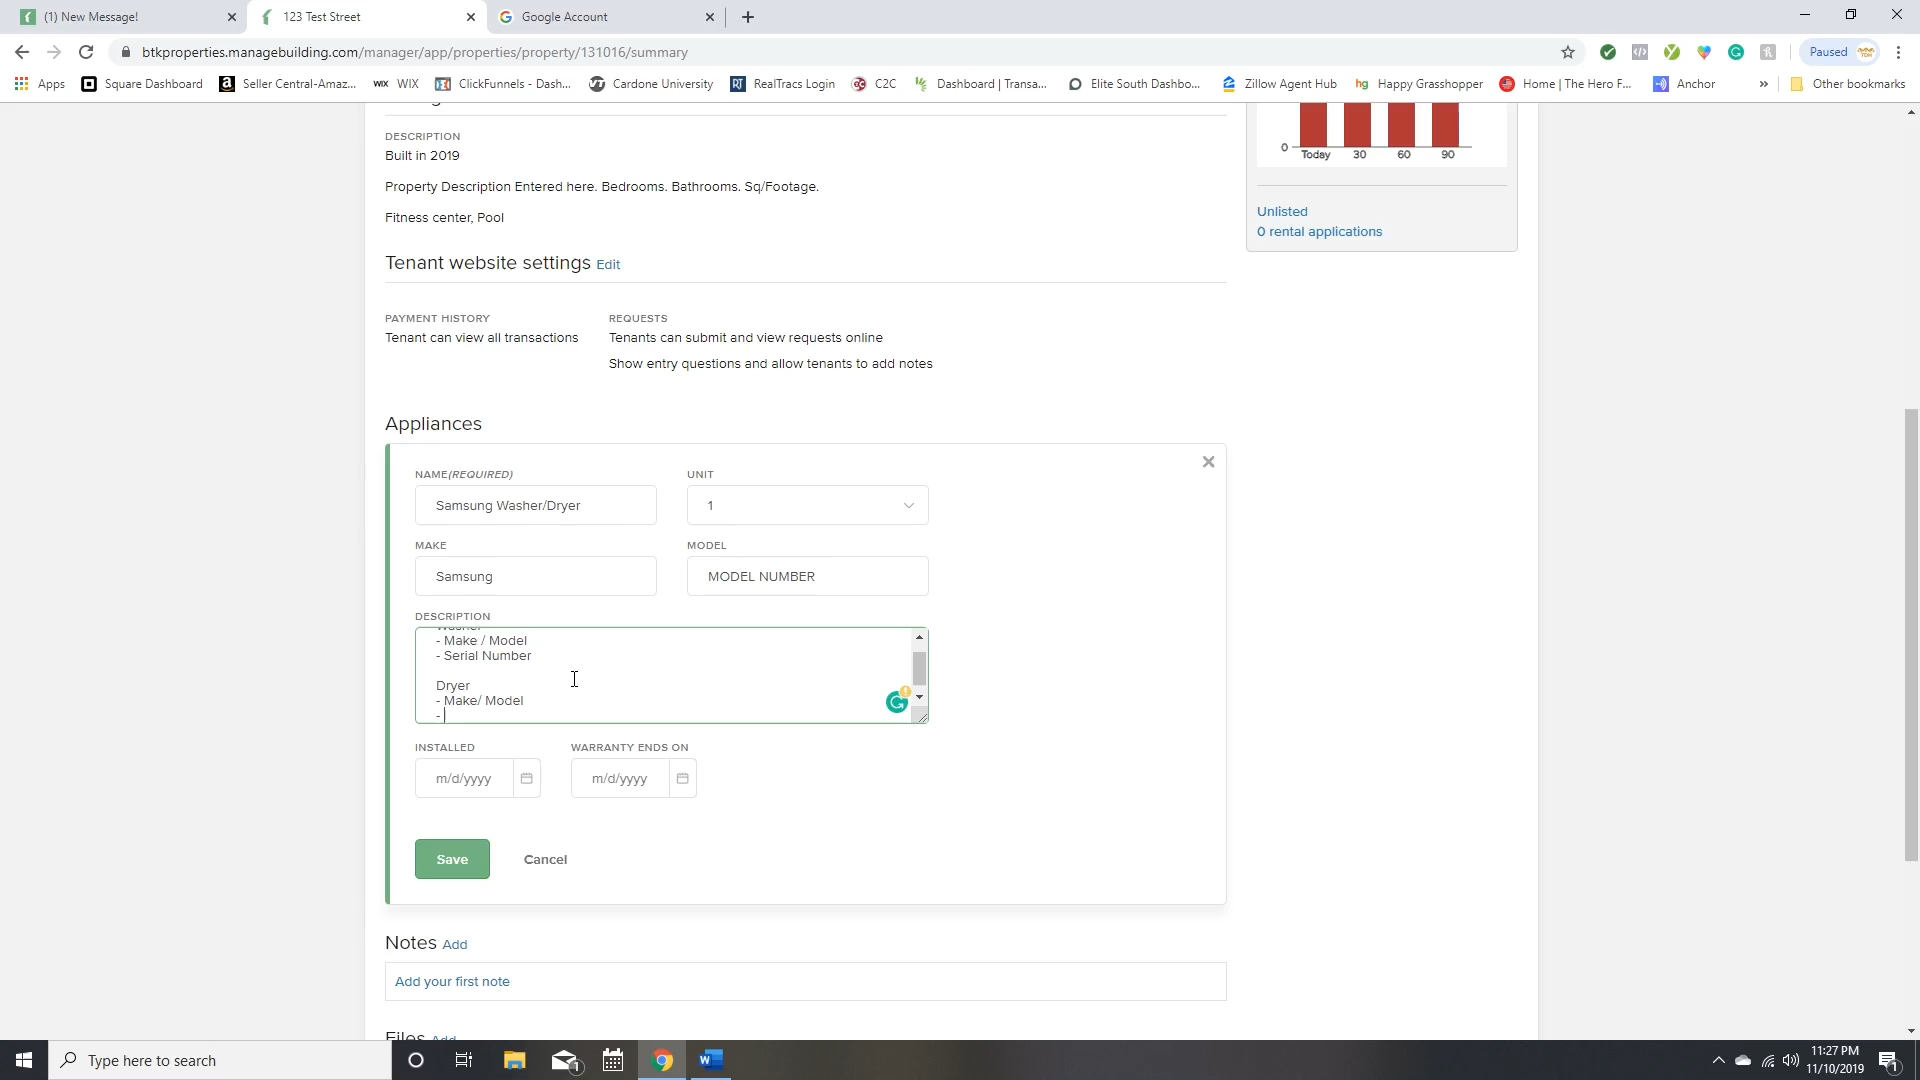 (1) New Message!
123 Test Street
Google Account
btkproperties.managebuilding.com/manager/app/properties/property/131016/summary
Paused
Apps
Square Dashboard
Seller Central-Amaz...
WIX WIX
ClickFunnels - Dash...
Cardone University
RT RealTracs Login
C2C
Dashboard | Transa...
Elite South Dashbo...
Zillow Agent Hub
hg Happy Grasshopper
Home | The Hero F...
Anchor
»
Other bookmarks
DESCRIPTION
Built in 2019
Property Description Entered here. Bedrooms. Bathrooms. Sq/Footage.
Fitness center, Pool
0
Today 30 60 90
Unlisted
0 rental applications
Tenant website settings Edit
PAYMENT HISTORY
Tenant can view all transactions
REQUESTS
Tenants can submit and view requests online
Show entry questions and allow tenants to add notes
Appliances
NAME(REQUIRED)
Samsung Washer/Dryer
UNIT
1
MAKE
Samsung
MODEL
MODEL NUMBER
DESCRIPTION
Washer
- Make / Model
- Serial Number
Dryer
- Make/ Model
-
INSTALLED
m/d/yyyy
WARRANTY ENDS ON
m/d/yyyy
Save
Cancel
Notes Add
Add your first note
Files Add
Type here to search
11:27 PM
11/10/2019